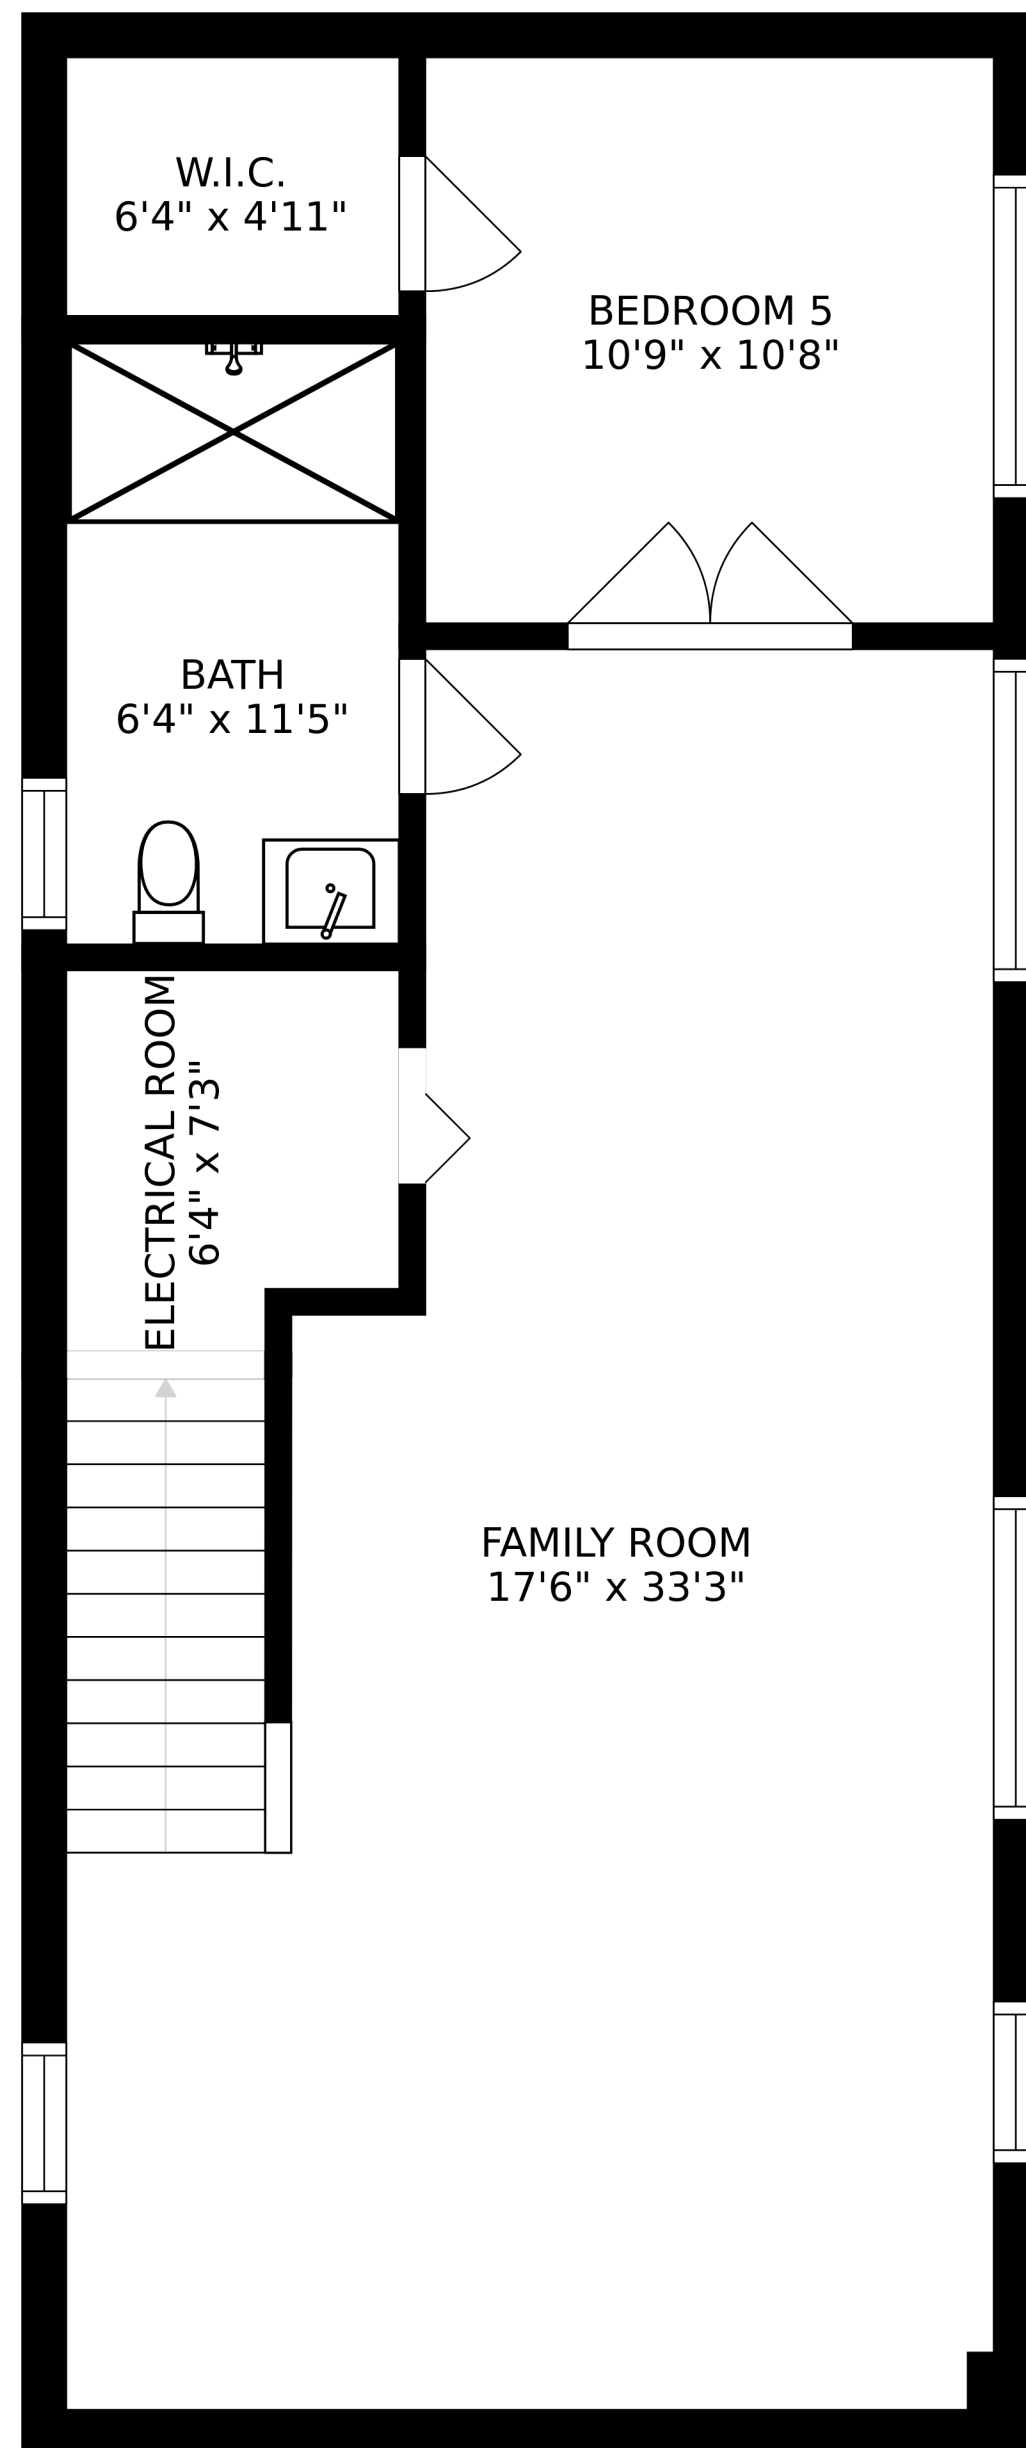 W.I.C.
6'4" x 4'11"
BEDROOM 5
10'9" x 10'8"
BATH
6'4" x 11'5"
ELECTRICAL ROOM
6'4" x 7'3"
FAMILY ROOM
17'6" x 33'3"